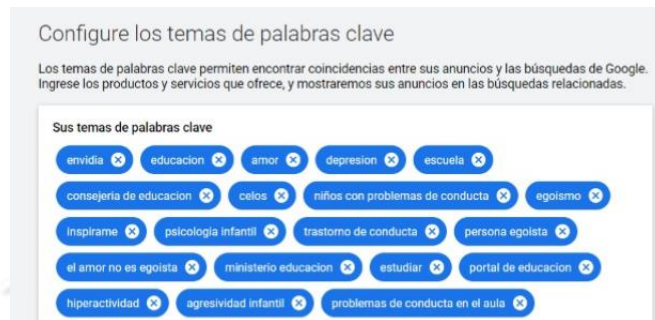 Configure los temas de palabras clave
Los temas de palabras clave permiten encontrar coincidencias entre sus anuncios y las búsquedas de Google.
Ingrese los productos y servicios que ofrece, y mostraremos sus anuncios en las búsquedas relacionadas.
Sus temas de palabras clave
envidia educacion amor depresion escuela
consejeria de educacion celos niños con problemas de conducta egoismo
inspirame psicologia infantil trastorno de conducta persona egoista
el amor no es egoista ministerio educacion estudiar portal de educacion
hiperactividad agresividad infantil problemas de conducta en el aula